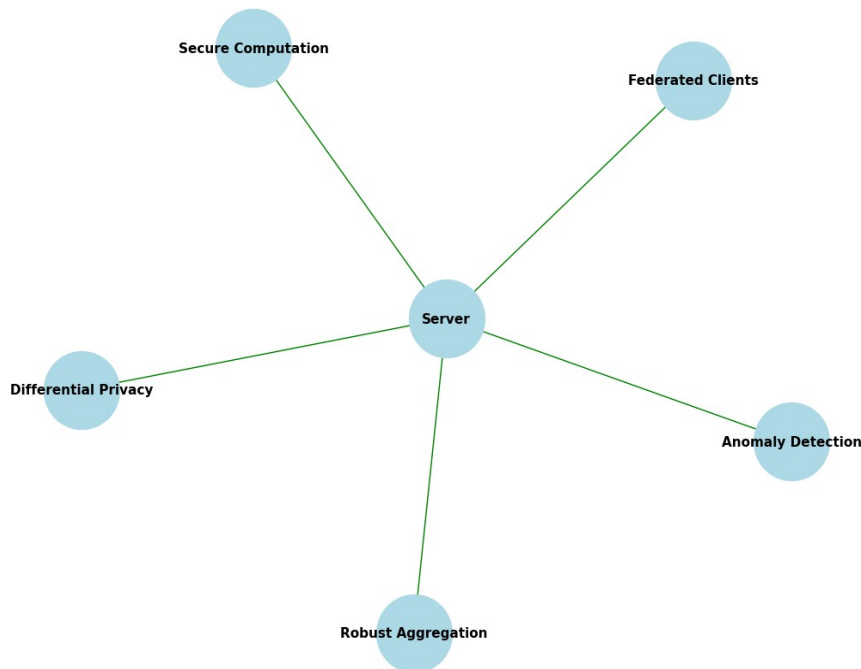 Secure Computation
Federated Clients
Server
Differential Privacy
Anomaly Detection
Robust Aggregation